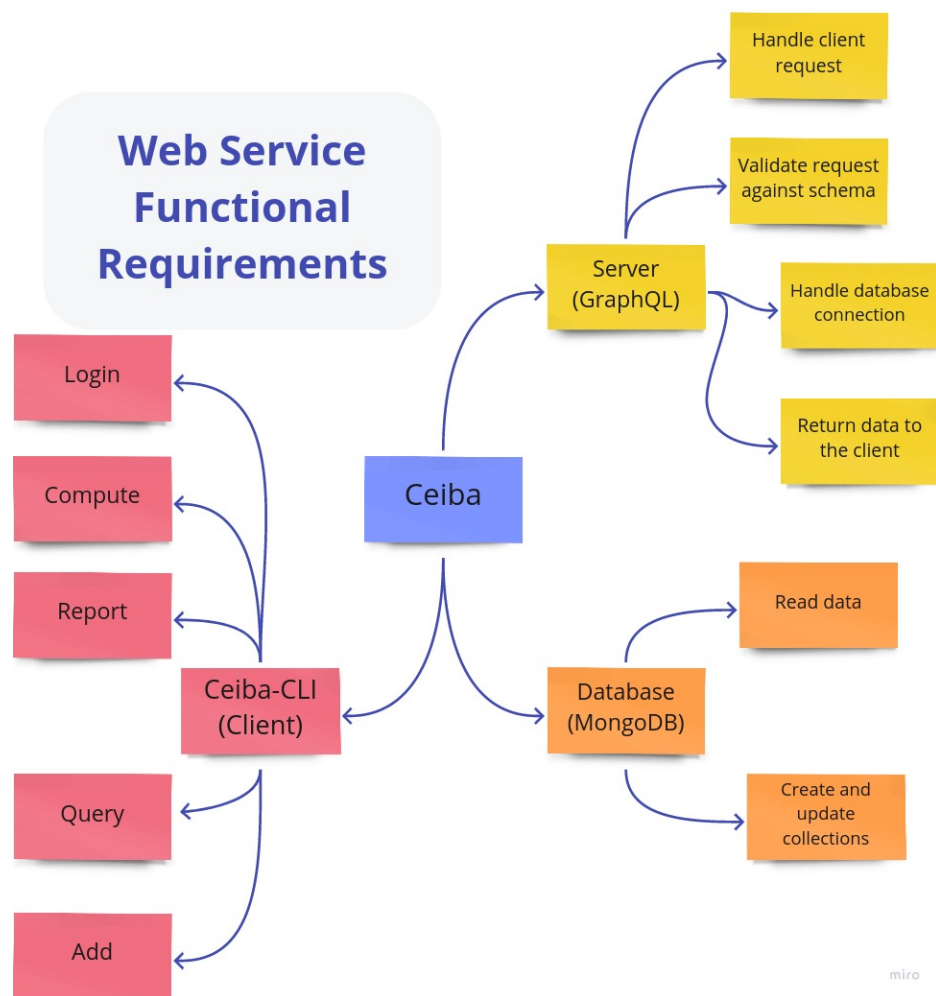 Web Service
Functional
Requirements
Handle client
request
Validate request
against schema
Server
(GraphQL)
Handle database
connection
Return data to
the client
Login
Compute
Report
Ceiba
Ceiba-CLI
(Client)
Query
Add
Read data
Database
(MongoDB)
Create and
update
collections
miro